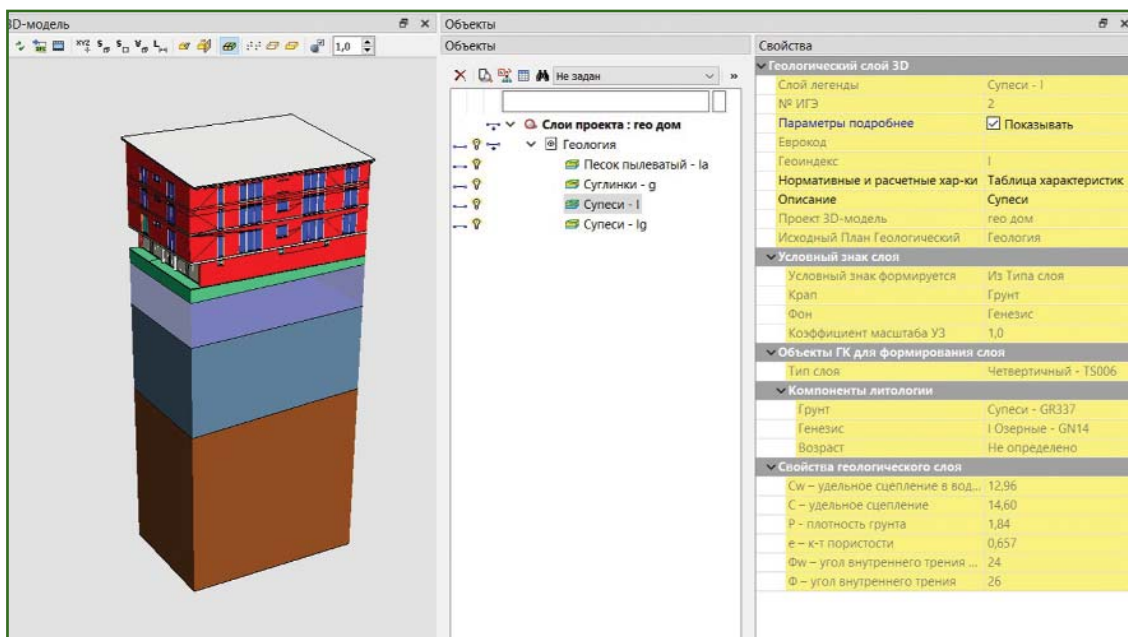 3D-модель
Объекты
XYZ S S V L 1,0
Объекты
Свойства
Не задан »
Слои проекта : гео дом
Геология
Песок пылеватый - la
Суглинки - g
Супеси - l
Супеси - lg
Геологический слой 3D
Слой легенды Супеси - l
№ ИГЭ 2
Параметры подробнее Показывать
Еврокод
Геоиндекс l
Нормативные и расчетные хар-ки Таблица характеристик
Описание Супеси
Проект 3D-модель гео дом
Исходный План Геологический Геология
Условный знак слоя
Условный знак формируется Из Типа слоя
Крап Грунт
Фон Генезис
Коэффициент масштаба УЗ 1,0
Объекты ГК для формирования слоя
Тип слоя Четвертичный - TS006
Компоненты литологии
Грунт Супеси - GR337
Генезис l Озерные - GN14
Возраст Не определено
Свойства геологического слоя
Cw – удельное сцепление в вод... 12,96
C – удельное сцепление 14,60
P - плотность грунта 1,84
e – к-т пористости 0,657
Фw – угол внутреннего трения ... 24
Ф – угол внутреннего трения 26